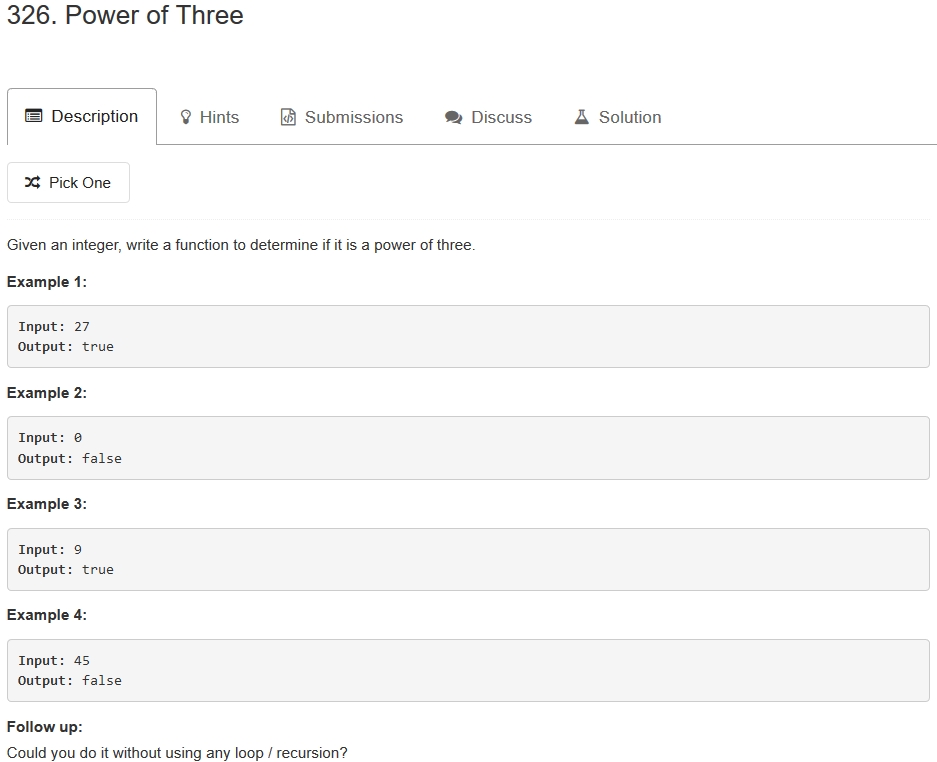 326. Power of Three
Description Hints Submissions Discuss Solution
Pick One
Given an integer, write a function to determine if it is a power of three.
Example 1:
Input: 27
Output: true
Example 2:
Input: 0
Output: false
Example 3:
Input: 9
Output: true
Example 4:
Input: 45
Output: false
Follow up:
Could you do it without using any loop / recursion?